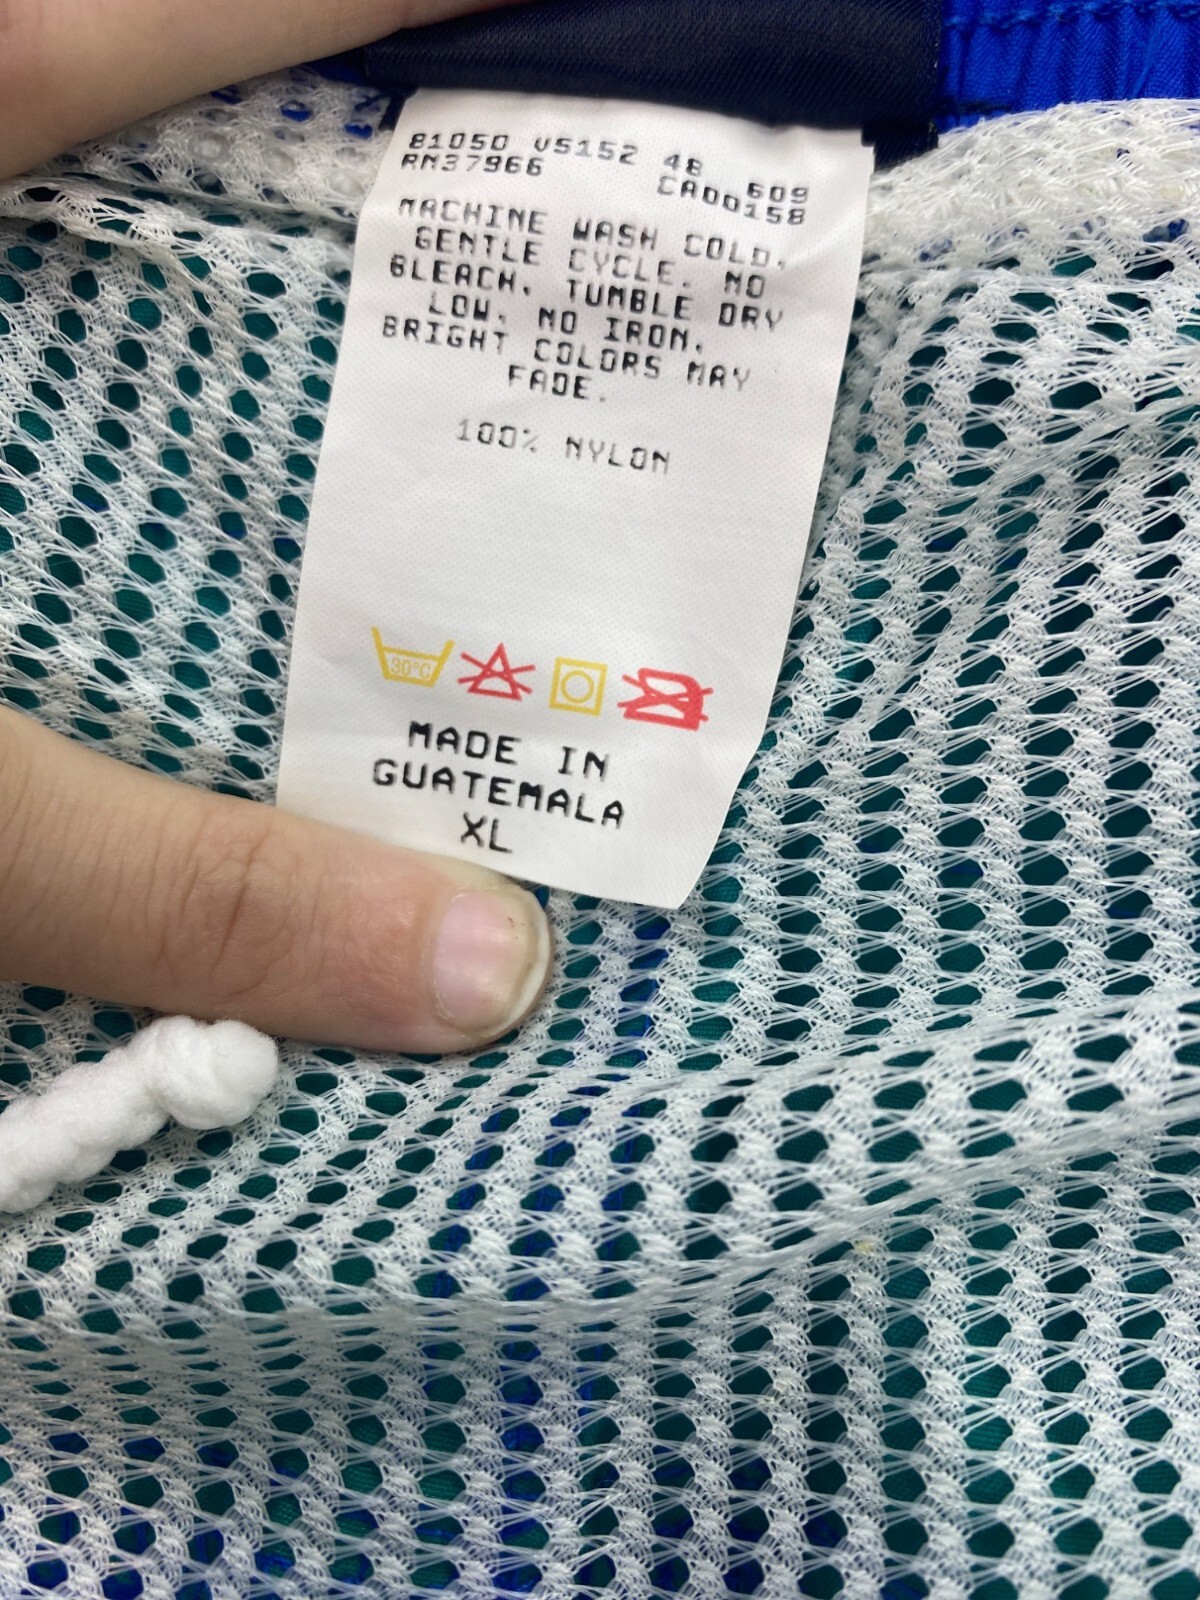 81050 V5152 48 609
RN37966 CA00158
MACHINE WASH COLD.
GENTLE CYCLE. NO
BLEACH. TUMBLE DRY
LOW. NO IRON.
BRIGHT COLORS MAY
FADE.
100% NYLON
30°C
MADE IN
GUATEMALA
XL